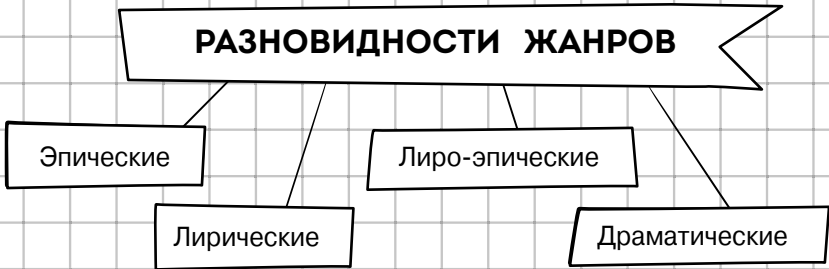 РАЗНОВИДНОСТИ ЖАНРОВ
Эпические
Лиро-эпические
Лирические
Драматические